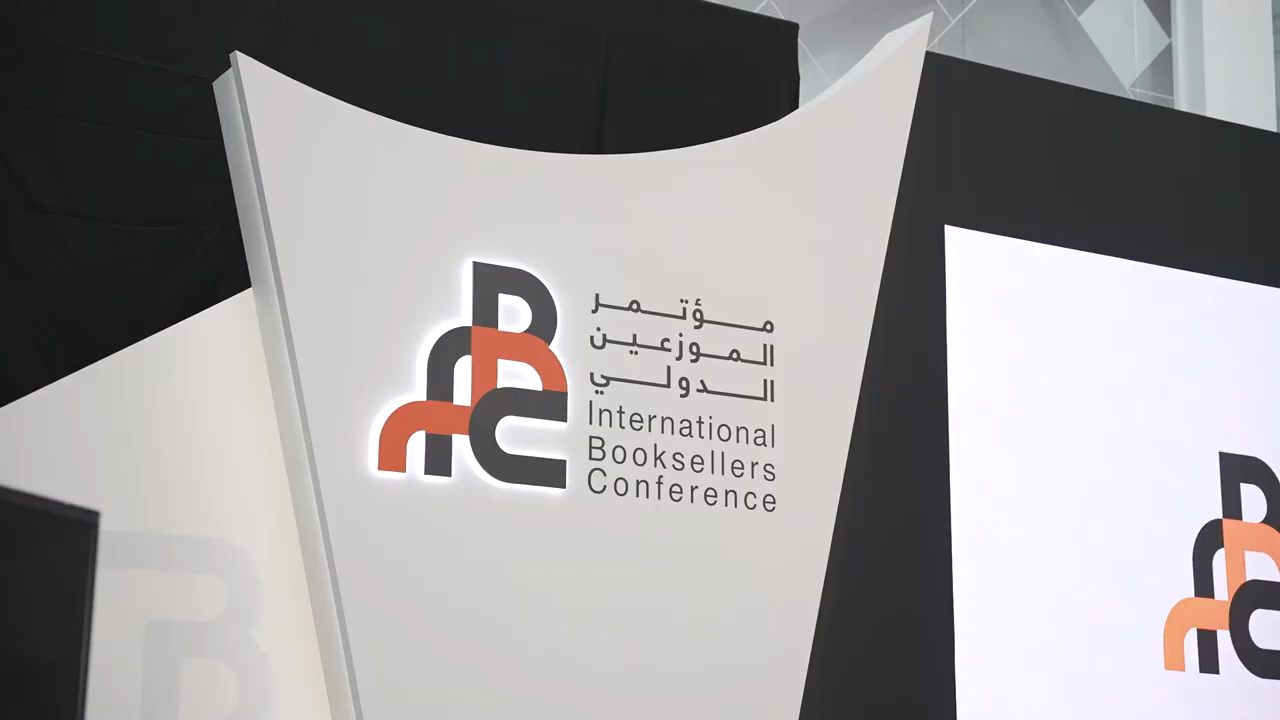 مؤتمر
الموزعين
الدولي
International
Booksellers
Conference